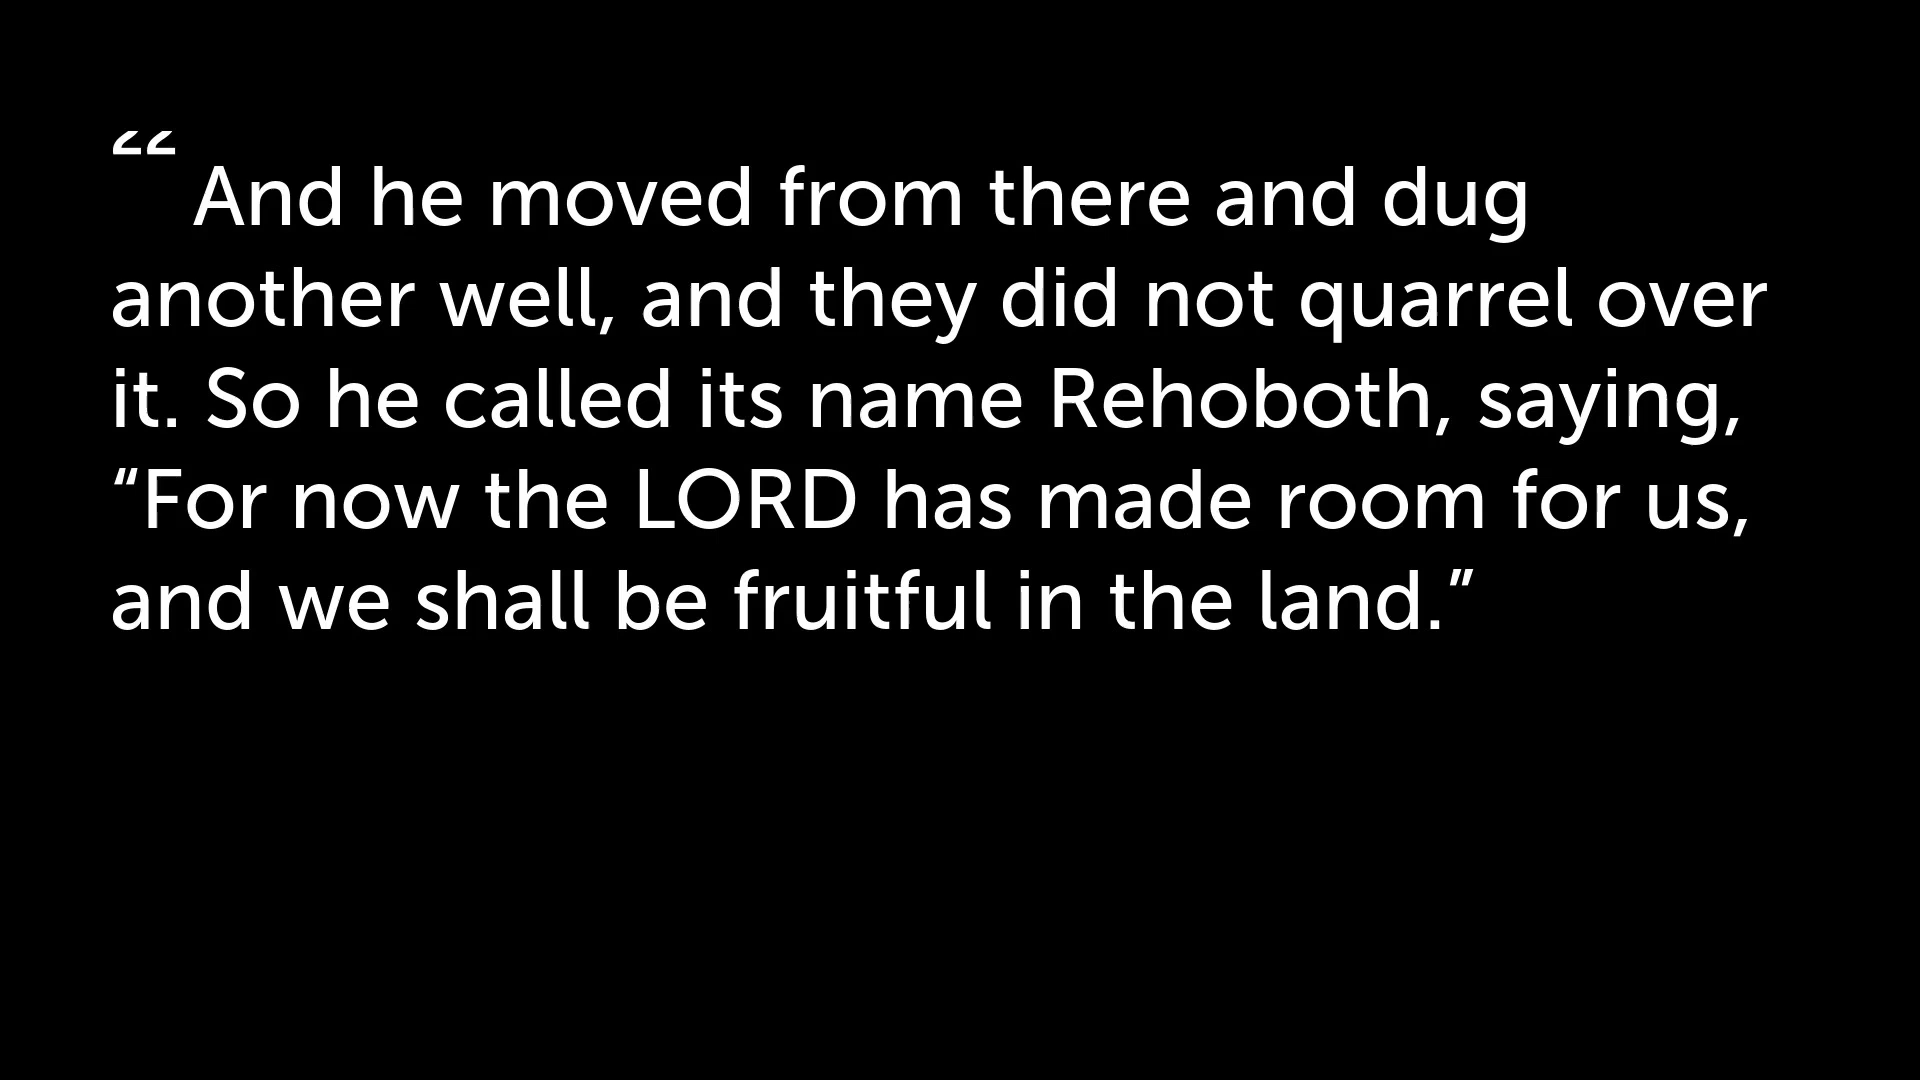 22 And he moved from there and dug
another well, and they did not quarrel over
it. So he called its name Rehoboth, saying,
“For now the LORD has made room for us,
and we shall be fruitful in the land.”